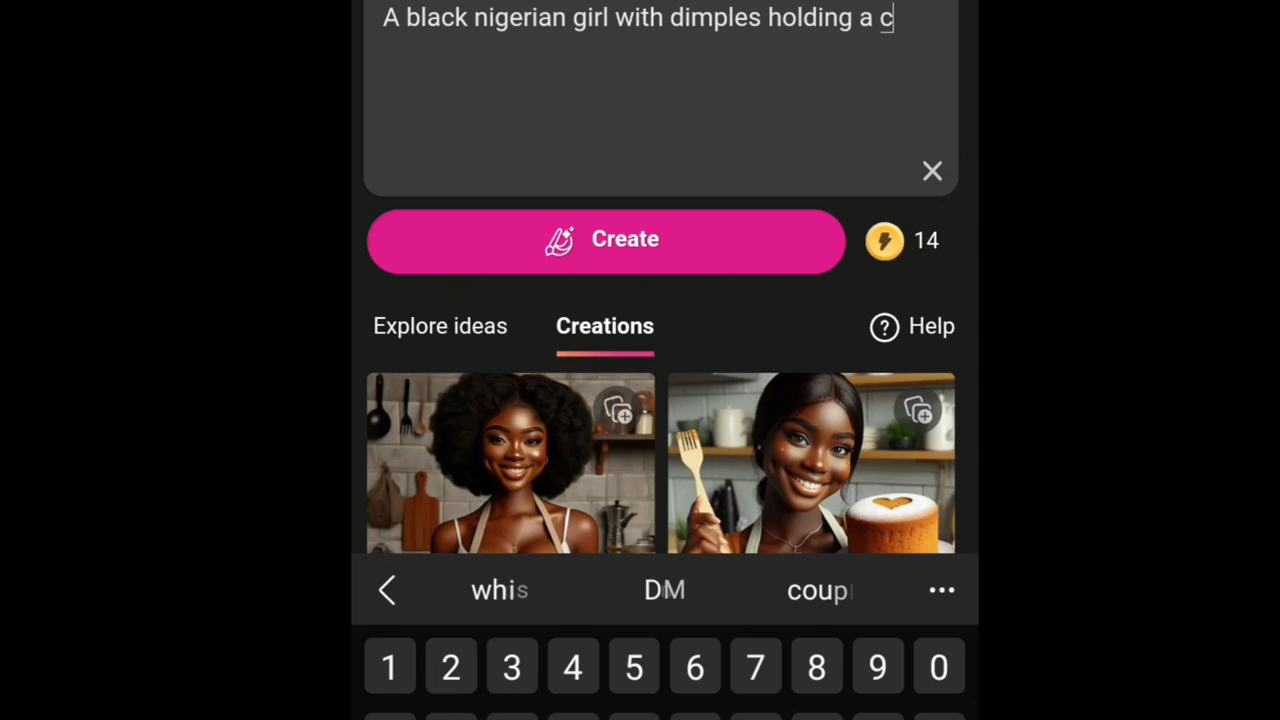 A black nigerian girl with dimples holding a c
Create
14
Explore ideas
Creations
Help
whis
DM
coup
1 2 3 4 5 6 7 8 9 0